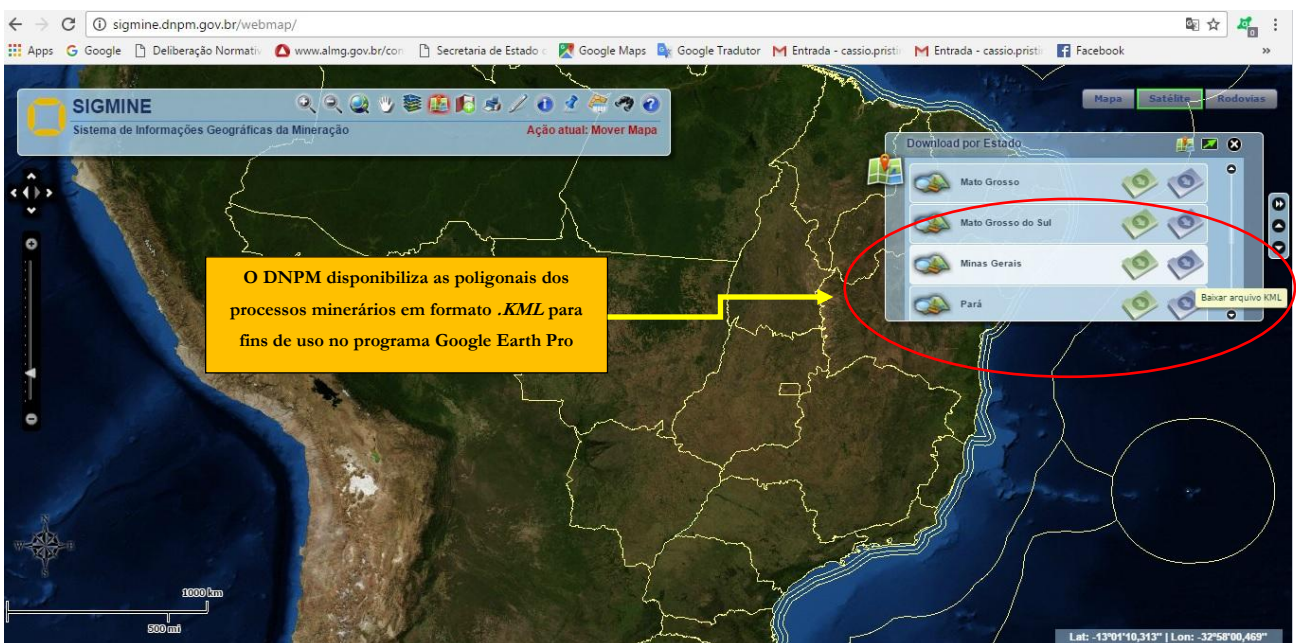 sigmine.dnpm.gov.br/webmap/
Apps Google Deliberação Normativ www.almg.gov.br/con Secretaria de Estado Google Maps Google Tradutor Entrada - cassio.pristi Entrada - cassio.pristi Facebook »
SIGMINE
Sistema de Informações Geográficas da Mineração
Ação atual: Mover Mapa
Mapa Satélite Rodovias
Download por Estado
Mato Grosso
Mato Grosso do Sul
Minas Gerais
Pará
Baixar arquivo KML
O DNPM disponibiliza as poligonais dos
processos minerários em formato .KML para
fins de uso no programa Google Earth Pro
N
W E
S
1000 km
500 mi
Lat: -13°01'10,313" | Lon: -32°58'00,469"